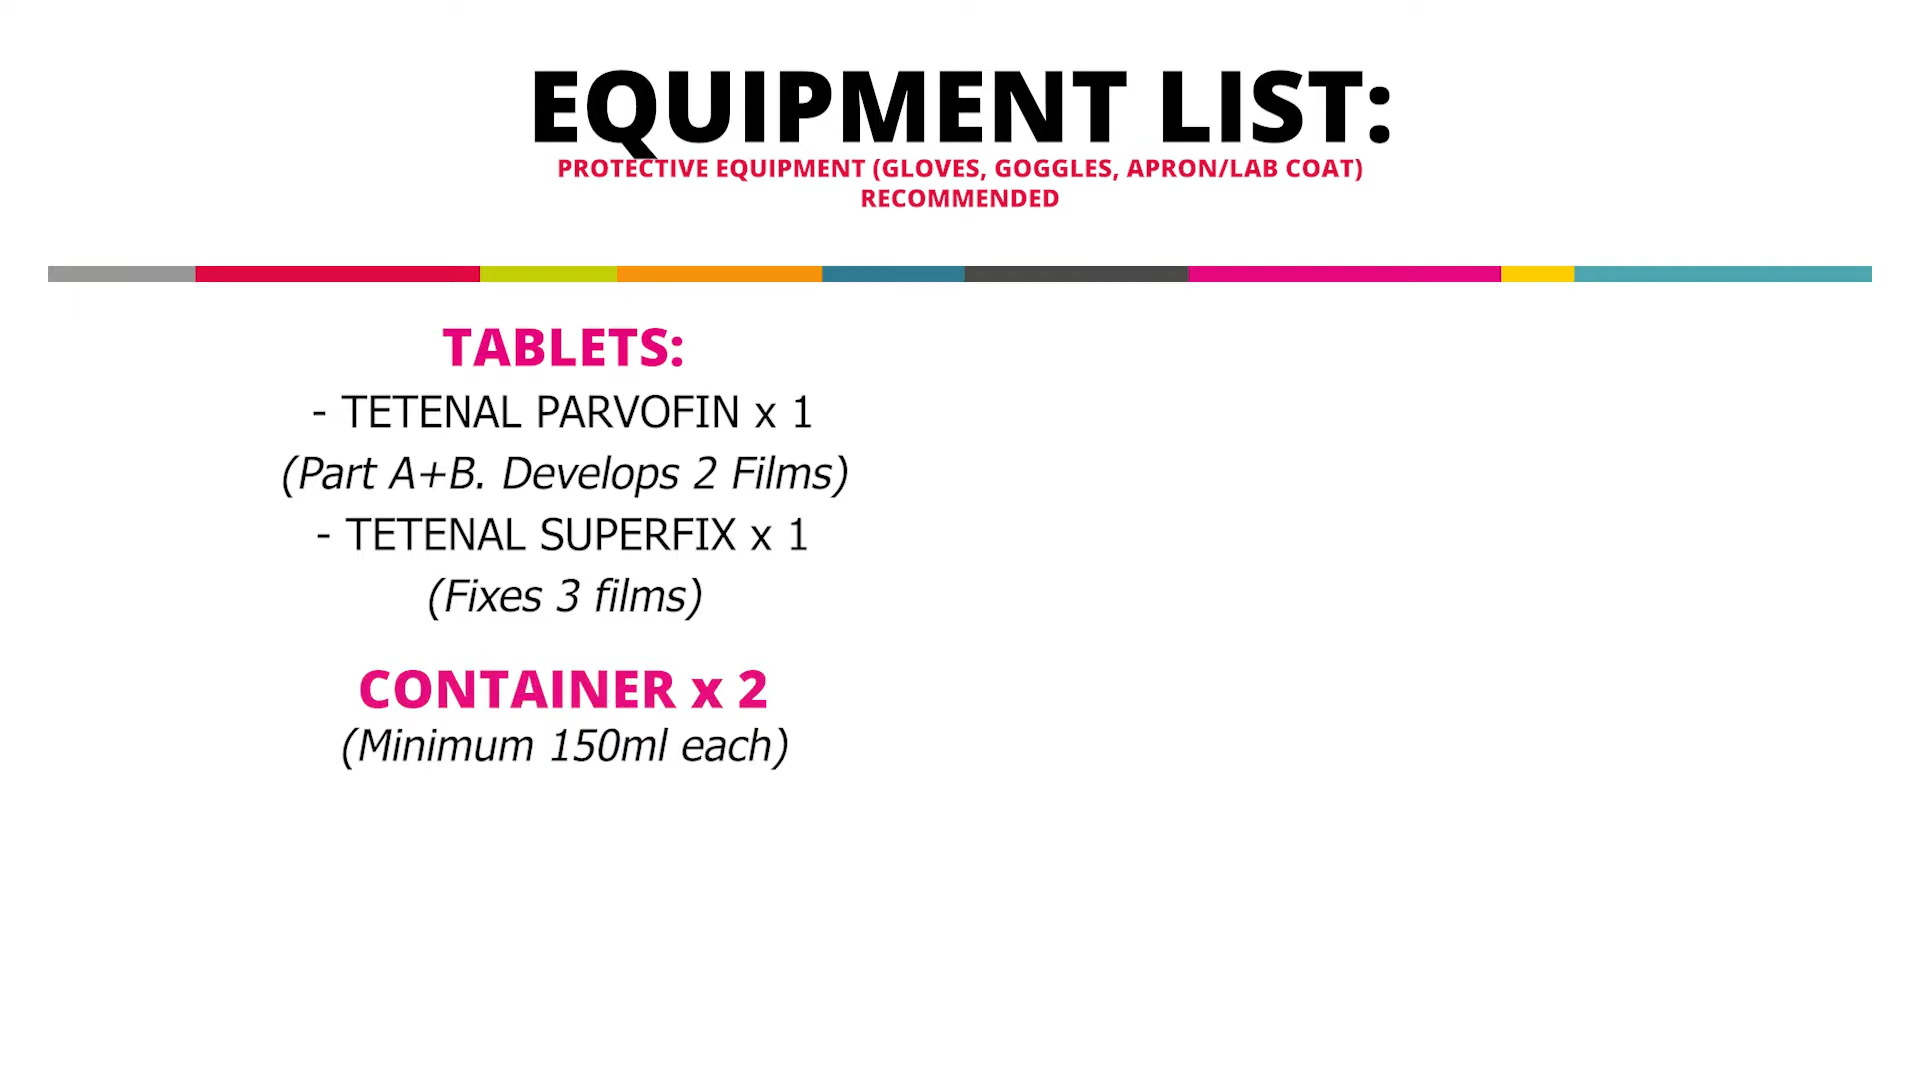 EQUIPMENT LIST:
PROTECTIVE EQUIPMENT (GLOVES, GOGGLES, APRON/LAB COAT)
RECOMMENDED
TABLETS:
- TETENAL PARVOFIN x 1
(Part A+B. Develops 2 Films)
- TETENAL SUPERFIX x 1
(Fixes 3 films)
CONTAINER x 2
(Minimum 150ml each)